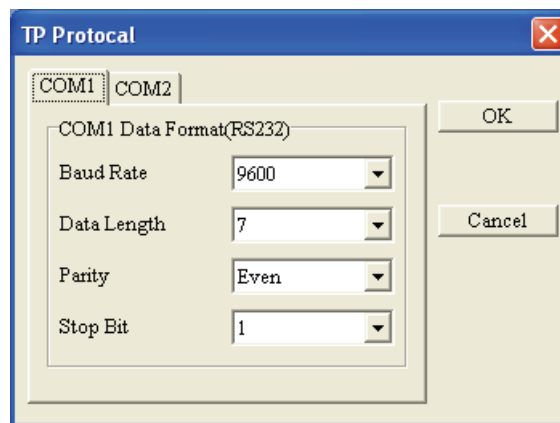 TP Protocal
COM1 COM2
COM1 Data Format(RS232)
OK
Baud Rate 9600
Data Length 7
Cancel
Parity Even
Stop Bit 1